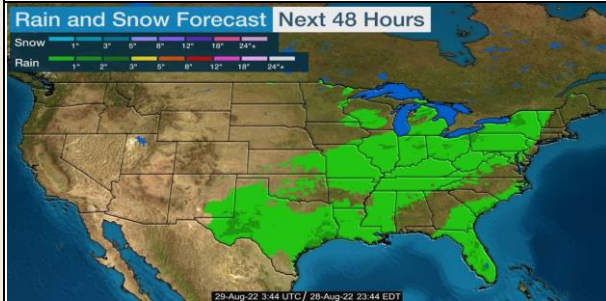 Rain and Snow Forecast Next 48 Hours
Snow 1" 3" 5" 8" 12" 18" 24"+
Rain 1" 2" 3" 5" 8" 12" 18" 24"+
29-Aug-22 3:44 UTC / 28-Aug-22 23:44 EDT